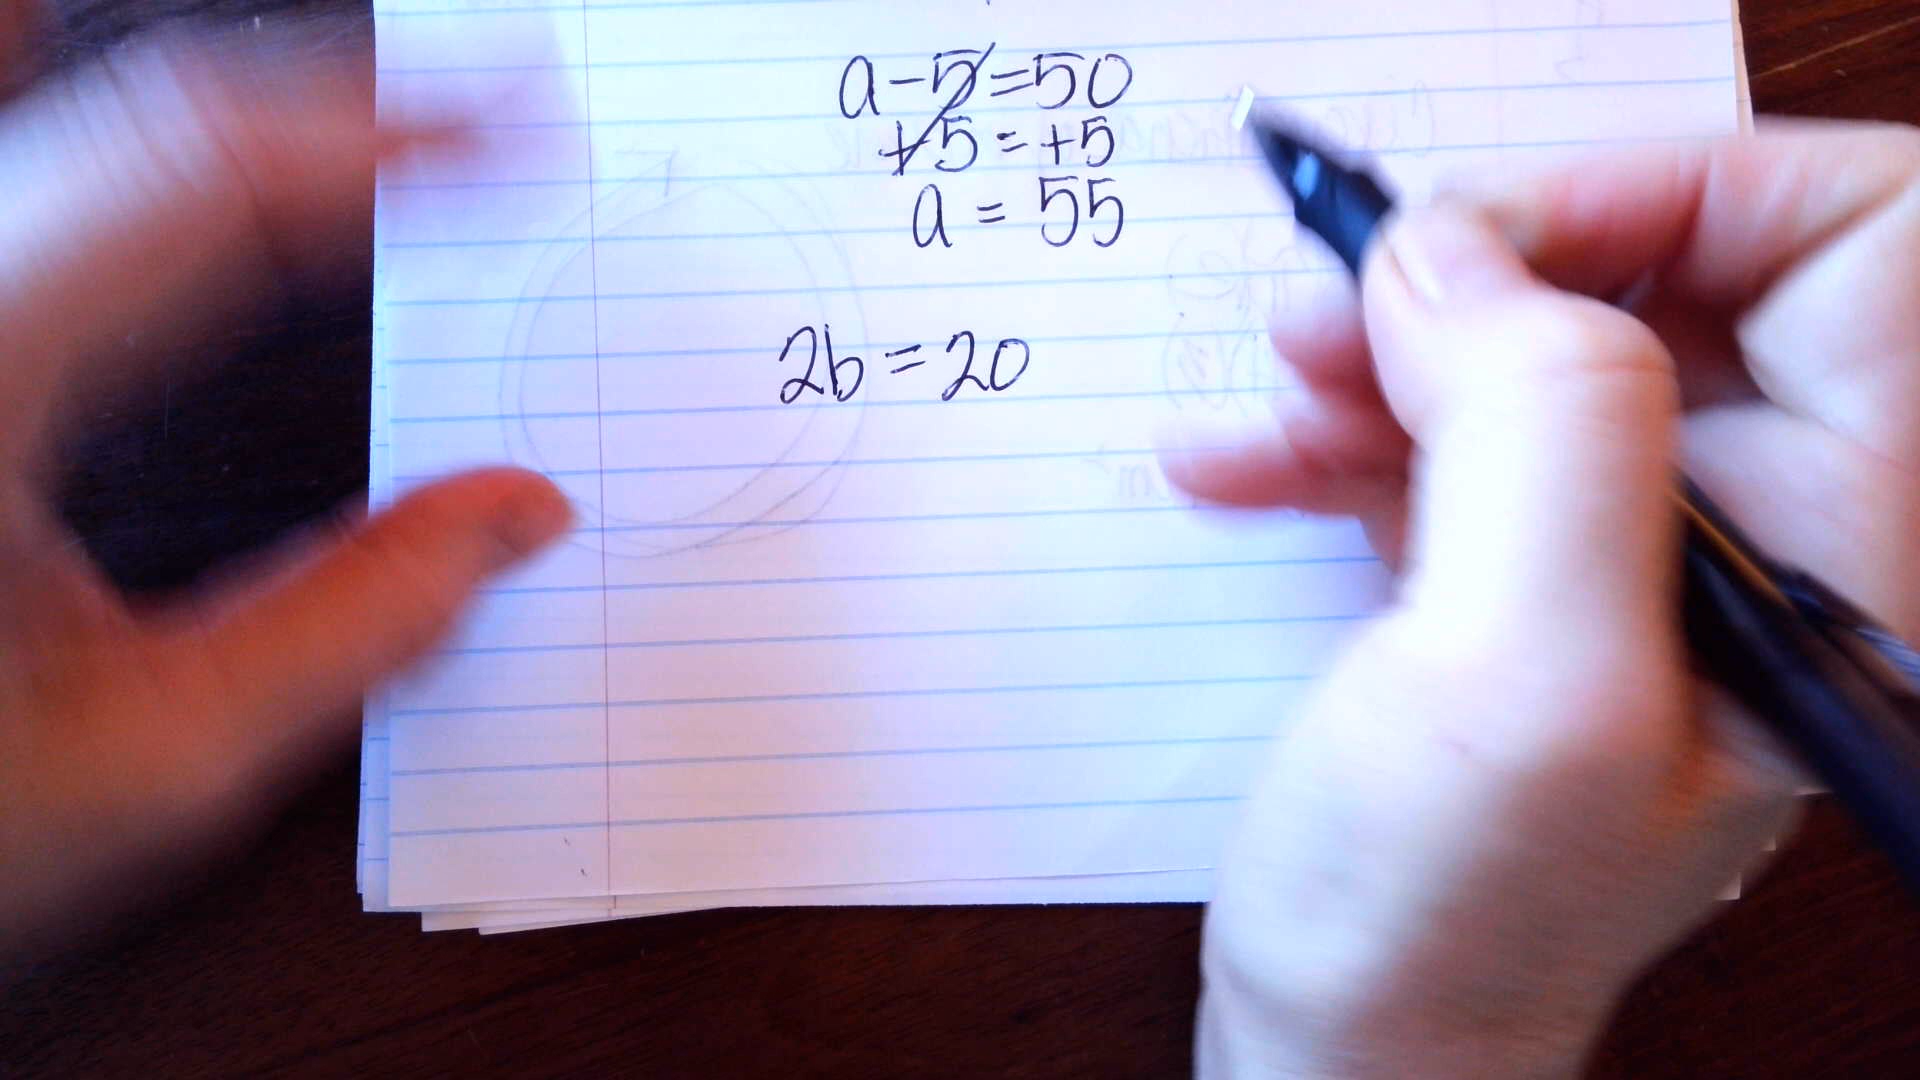 a-5=50
+5=+5
a = 55
2b = 20